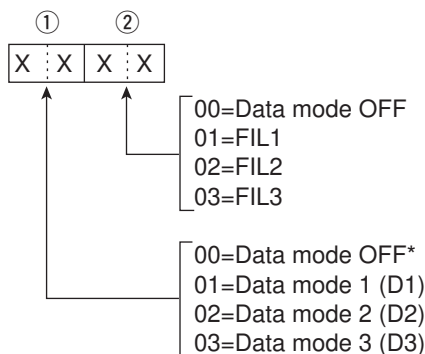 ① ②
X X X X
00=Data mode OFF
01=FIL1
02=FIL2
03=FIL3
00=Data mode OFF*
01=Data mode 1 (D1)
02=Data mode 2 (D2)
03=Data mode 3 (D3)